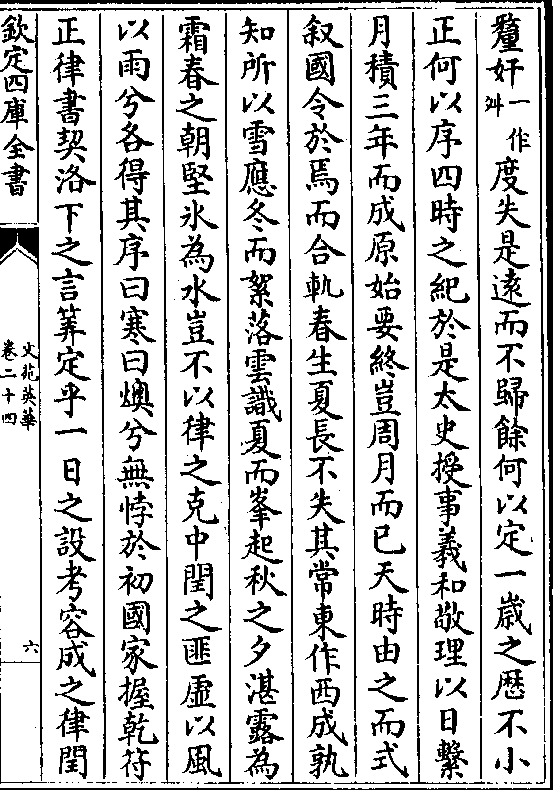 釐奸一作舛度失是遠而不歸餘何以定一歲之厯不小
正何以序四時之紀於是太史授事義和敬理以日繫
月積三年而成原始要終豈周月而已天時由之而式
叙國令於焉而合軌春生夏長不失其常東作西成孰
知所以雪應冬而絮落雲識夏而峯起秋之夕湛露為
霜春之朝堅氷為水豈不以律之克中閏之匪虛以風
以雨兮各得其序曰寒曰燠兮無悖於初國家握乾符
正律書契洛下之言筭定乎一日之設考容成之律閏
欽定四庫全書
文苑英華
卷二十四
六